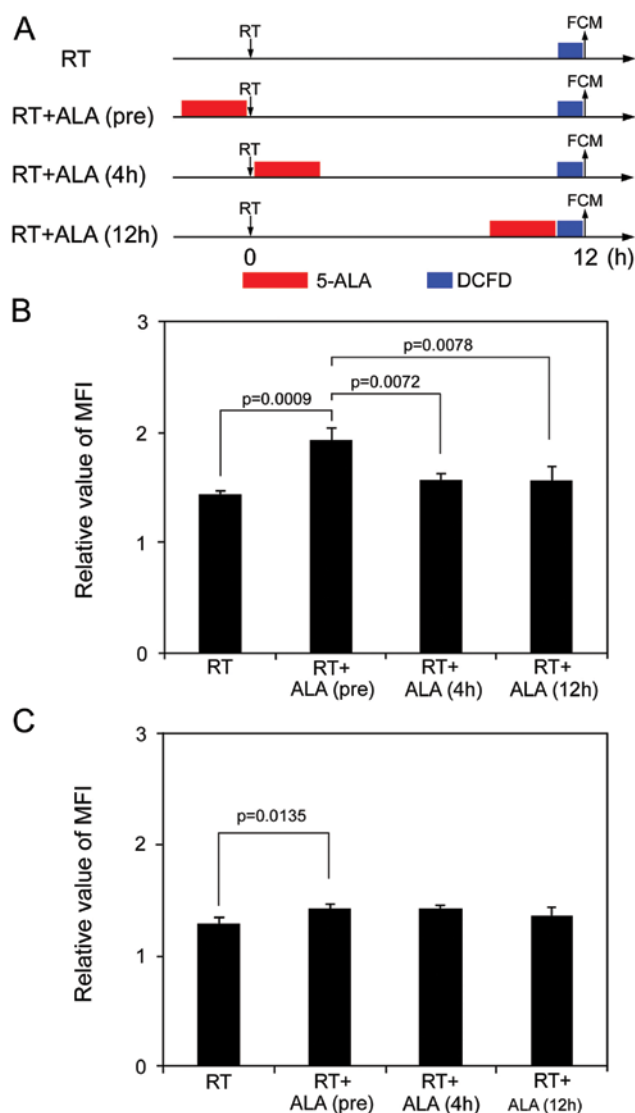 A
RT
RT
FCM
RT+ALA (pre)
RT
FCM
RT+ALA (4h)
RT
FCM
RT+ALA (12h)
RT
FCM
0
12 (h)
5-ALA
DCFD
B
Relative value of MFI
3
2
1
0
p=0.0078
p=0.0072
p=0.0009
RT
RT+
ALA (pre)
RT+
ALA (4h)
RT+
ALA (12h)
C
Relative value of MFI
3
2
1
0
p=0.0135
RT
RT+
ALA (pre)
RT+
ALA (4h)
RT+
ALA (12h)